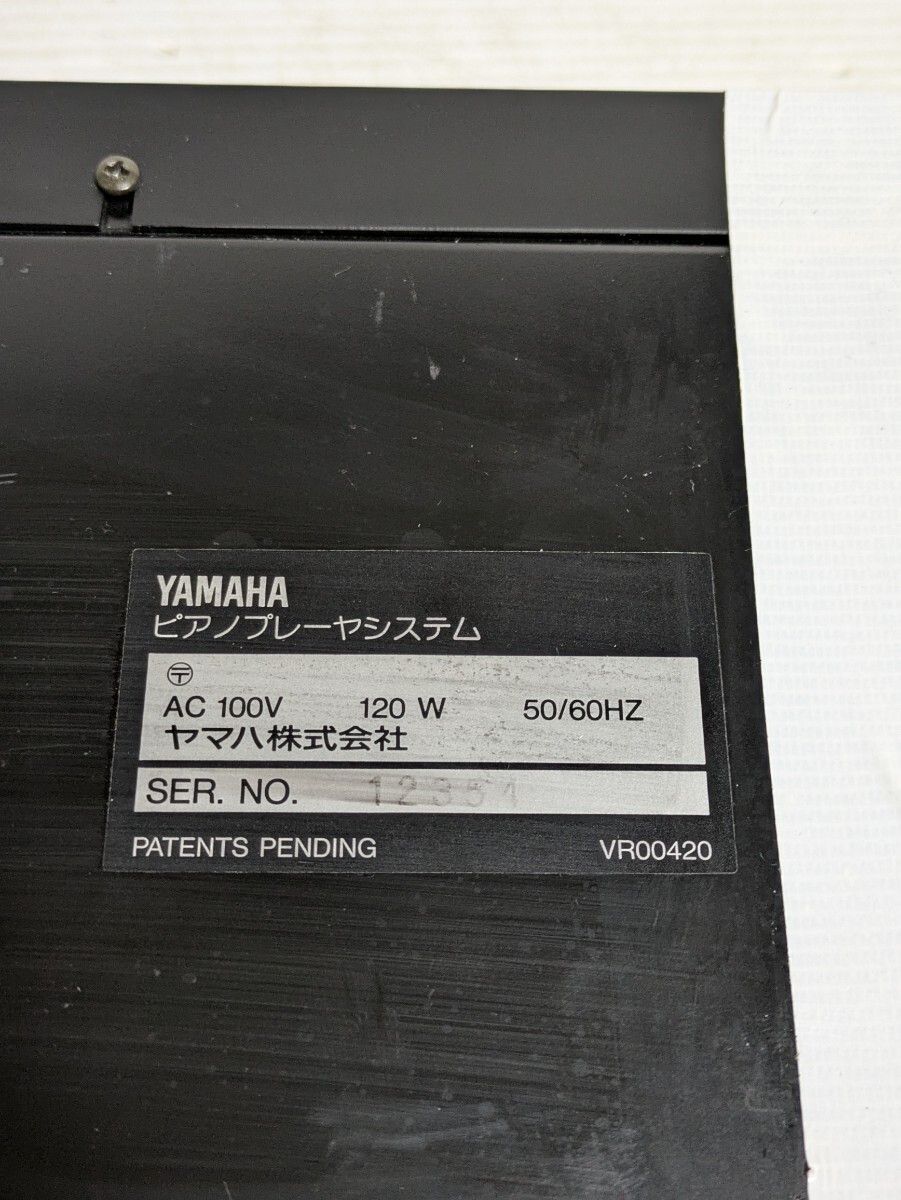 YAMAHA
ピアノプレーヤシステム
〶
AC 100V 120 W 50/60HZ
ヤマハ株式会社
SER. NO. 12354
PATENTS PENDING VR00420